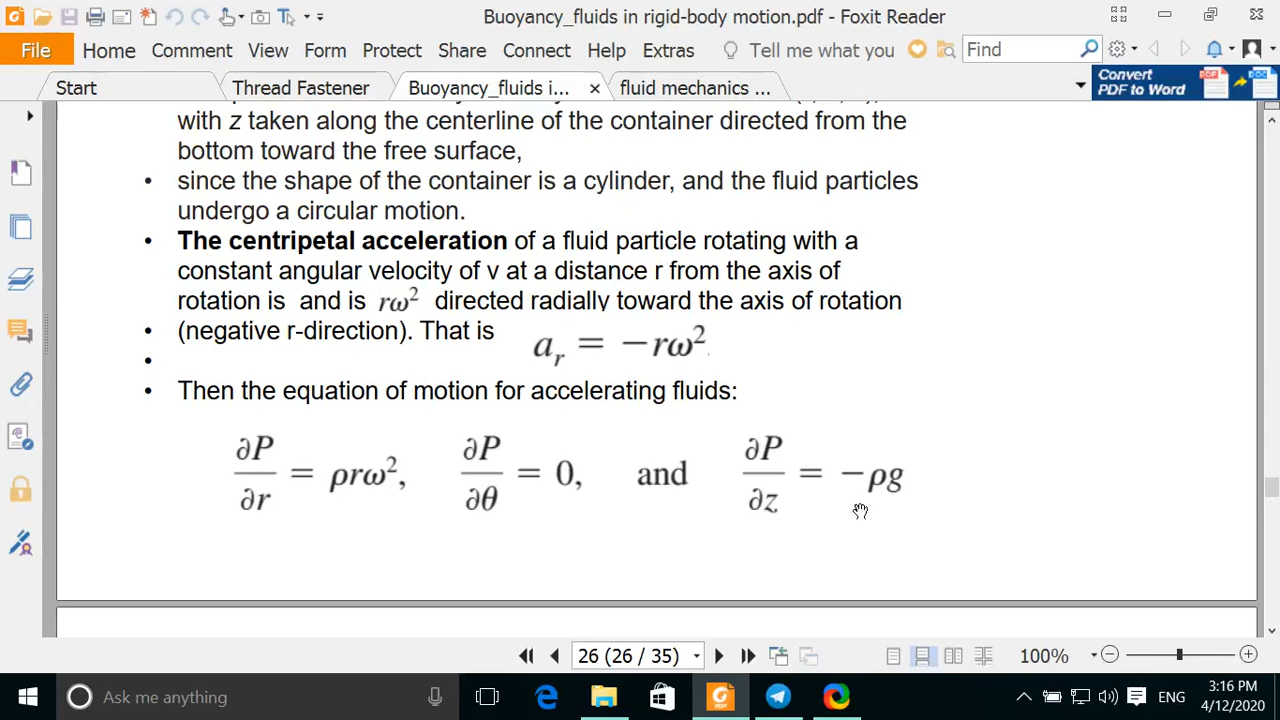 Buoyancy_fluids in rigid-body motion.pdf - Foxit Reader
File Home Comment View Form Protect Share Connect Help Extras Tell me what you Find
Start Thread Fastener Buoyancy_fluids i... × fluid mechanics ... Convert PDF to Word
with z taken along the centerline of the container directed from the
bottom toward the free surface,
• since the shape of the container is a cylinder, and the fluid particles
undergo a circular motion.
• The centripetal acceleration of a fluid particle rotating with a
constant angular velocity of v at a distance r from the axis of
rotation is and is rω² directed radially toward the axis of rotation
• (negative r-direction). That is a_r = −rω²
•
• Then the equation of motion for accelerating fluids:
∂P/∂r = ρrω², ∂P/∂θ = 0, and ∂P/∂z = −ρg
26 (26 / 35) 100%
Ask me anything ENG 3:16 PM
4/12/2020